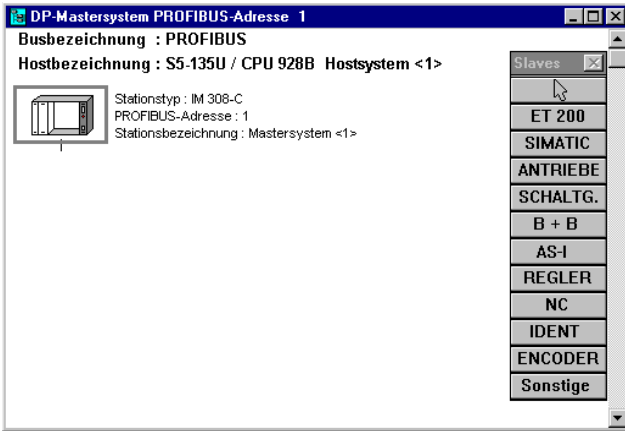 DP-Mastersystem PROFIBUS-Adresse 1
Busbezeichnung : PROFIBUS
Hostbezeichnung : S5-135U / CPU 928B Hostsystem <1>
Stationstyp : IM 308-C
PROFIBUS-Adresse : 1
Stationsbezeichnung : Mastersystem <1>
Slaves
ET 200
SIMATIC
ANTRIEBE
SCHALTG.
B + B
AS-I
REGLER
NC
IDENT
ENCODER
Sonstige